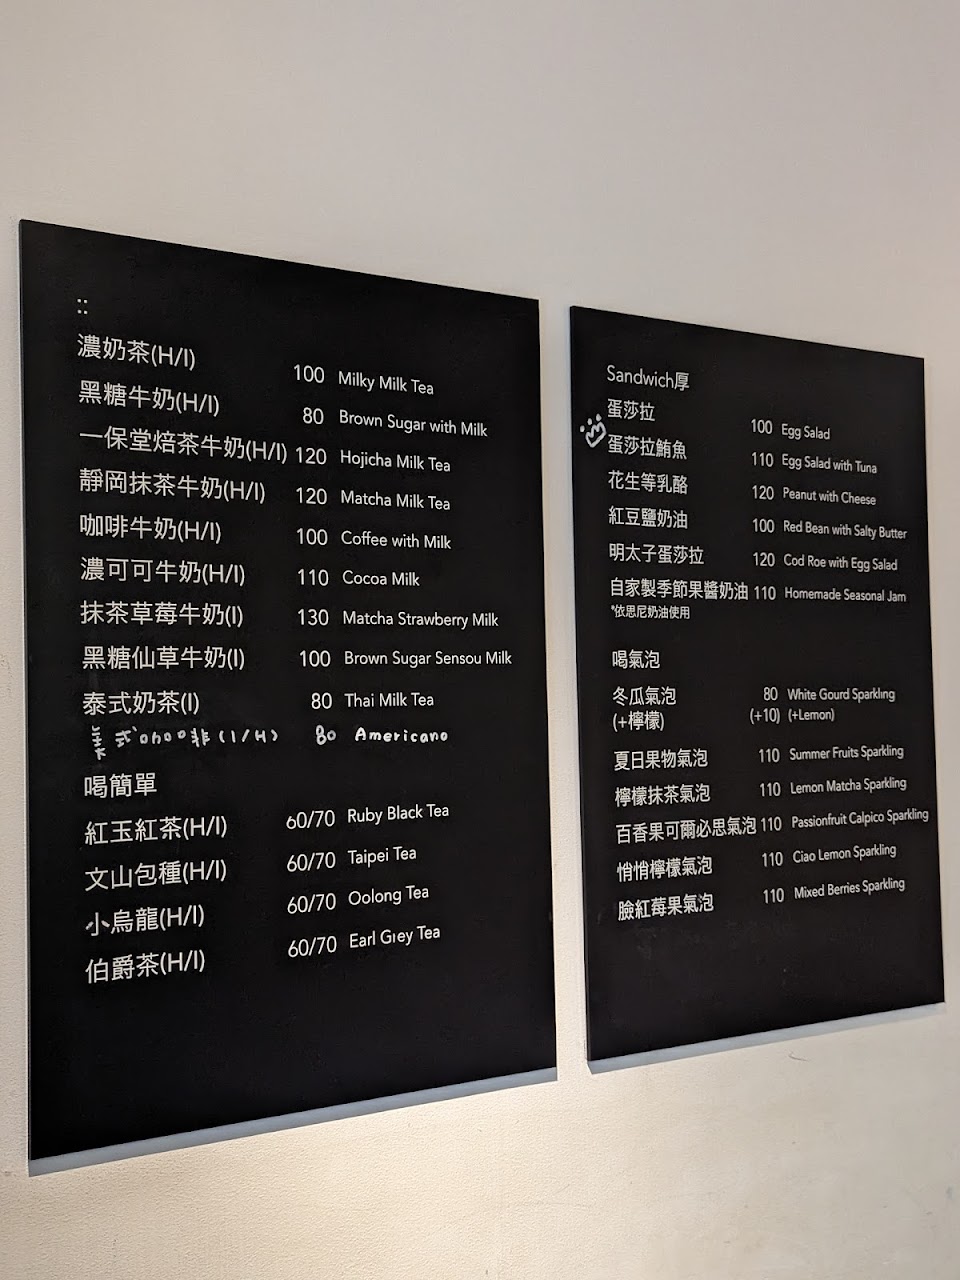 ::
濃奶茶(H/I) 100 Milky Milk Tea
黑糖牛奶(H/I) 80 Brown Sugar with Milk
一保堂焙茶牛奶(H/I) 120 Hojicha Milk Tea
靜岡抹茶牛奶(H/I) 120 Matcha Milk Tea
咖啡牛奶(H/I) 100 Coffee with Milk
濃可可牛奶(H/I) 110 Cocoa Milk
抹茶草莓牛奶(I) 130 Matcha Strawberry Milk
黑糖仙草牛奶(I) 100 Brown Sugar Sensou Milk
泰式奶茶(I) 80 Thai Milk Tea
美式咖啡(I/H) 80 Americano
喝簡單
紅玉紅茶(H/I) 60/70 Ruby Black Tea
文山包種(H/I) 60/70 Taipei Tea
小烏龍(H/I) 60/70 Oolong Tea
伯爵茶(H/I) 60/70 Earl Grey Tea
Sandwich厚
蛋莎拉 100 Egg Salad
蛋莎拉鮪魚 110 Egg Salad with Tuna
花生等乳酪 120 Peanut with Cheese
紅豆鹽奶油 100 Red Bean with Salty Butter
明太子蛋莎拉 120 Cod Roe with Egg Salad
自家製季節果醬奶油 110 Homemade Seasonal Jam
*依思尼奶油使用
喝氣泡
冬瓜氣泡 80 White Gourd Sparkling
(+檸檬) (+10) (+Lemon)
夏日果物氣泡 110 Summer Fruits Sparkling
檸檬抹茶氣泡 110 Lemon Matcha Sparkling
百香果可爾必思氣泡 110 Passionfruit Calpico Sparkling
悄悄檸檬氣泡 110 Ciao Lemon Sparkling
臉紅莓果氣泡 110 Mixed Berries Sparkling